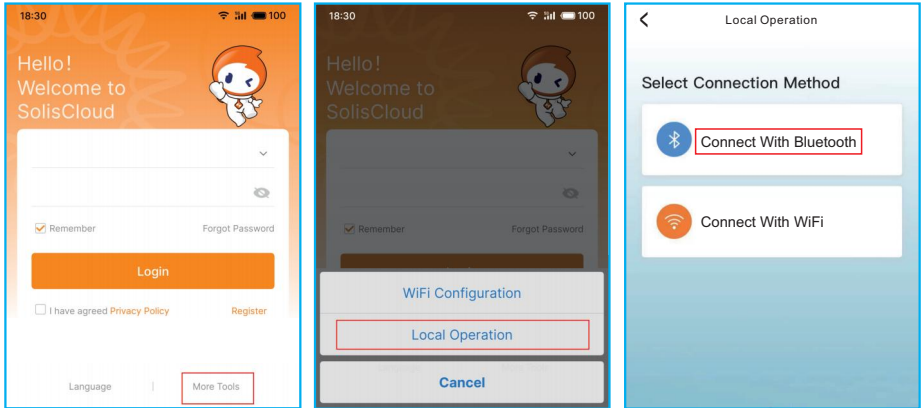 18:30
100
Hello!
Welcome to
SolisCloud
Remember
Forgot Password
Login
I have agreed Privacy Policy
Register
Language
More Tools
18:30
100
Hello!
Welcome to
SolisCloud
Remember
Forgot Password
WiFi Configuration
Local Operation
Cancel
Local Operation
Select Connection Method
Connect With Bluetooth
Connect With WiFi